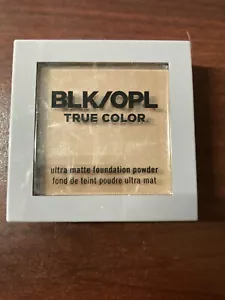 BLK/OPL
TRUE COLOR
ultra matte foundation powder
fond de teint poudre ultra mat